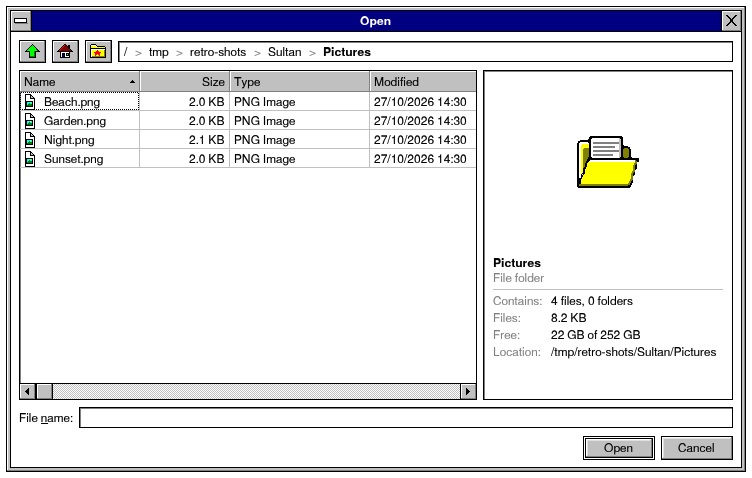 Open
/ > tmp > retro-shots > Sultan > Pictures
Name Size Type Modified
Beach.png 2.0 KB PNG Image 27/10/2026 14:30
Garden.png 2.0 KB PNG Image 27/10/2026 14:30
Night.png 2.1 KB PNG Image 27/10/2026 14:30
Sunset.png 2.0 KB PNG Image 27/10/2026 14:30
Pictures
File folder
Contains: 4 files, 0 folders
Files: 8.2 KB
Free: 22 GB of 252 GB
Location: /tmp/retro-shots/Sultan/Pictures
File name:
Open Cancel